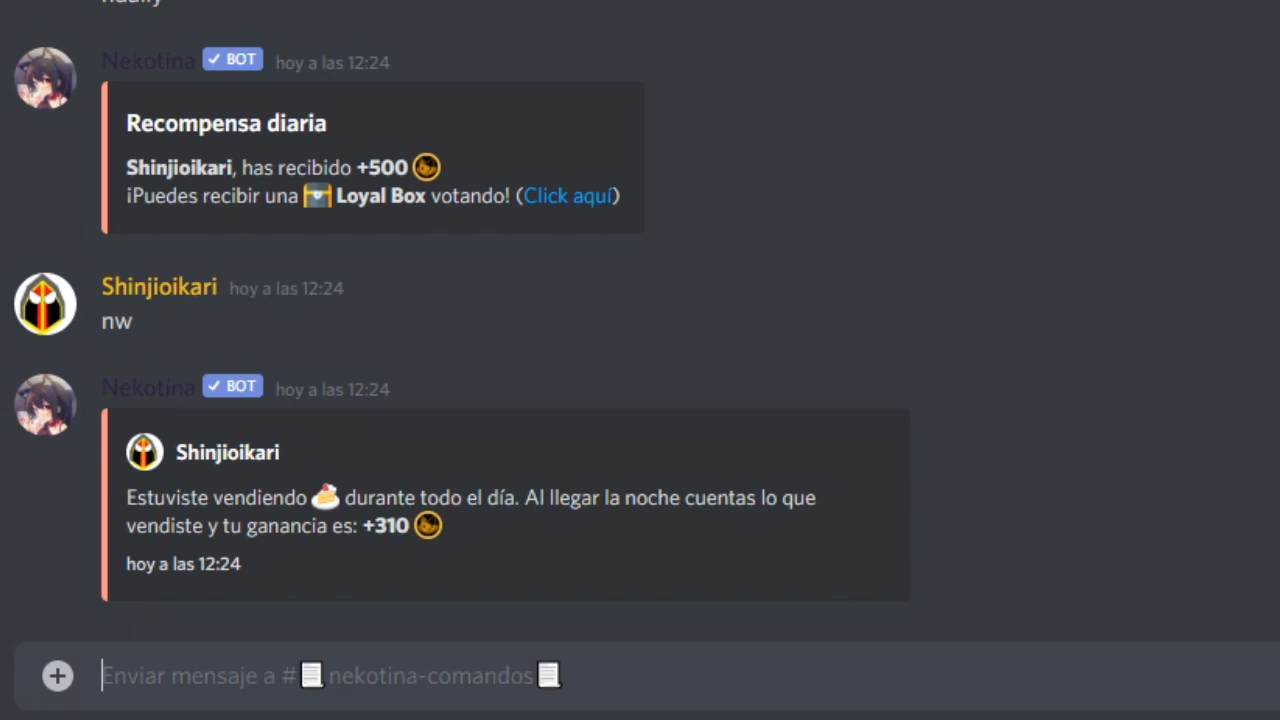 Nekotina ✓ BOT hoy a las 12:24
Recompensa diaria
Shinjioikari, has recibido +500
¡Puedes recibir una Loyal Box votando! (Click aquí)
Shinjioikari hoy a las 12:24
nw
Nekotina ✓ BOT hoy a las 12:24
Shinjioikari
Estuviste vendiendo 🍰 durante todo el día. Al llegar la noche cuentas lo que
vendiste y tu ganancia es: +310
hoy a las 12:24
Enviar mensaje a #📃nekotina-comandos📃